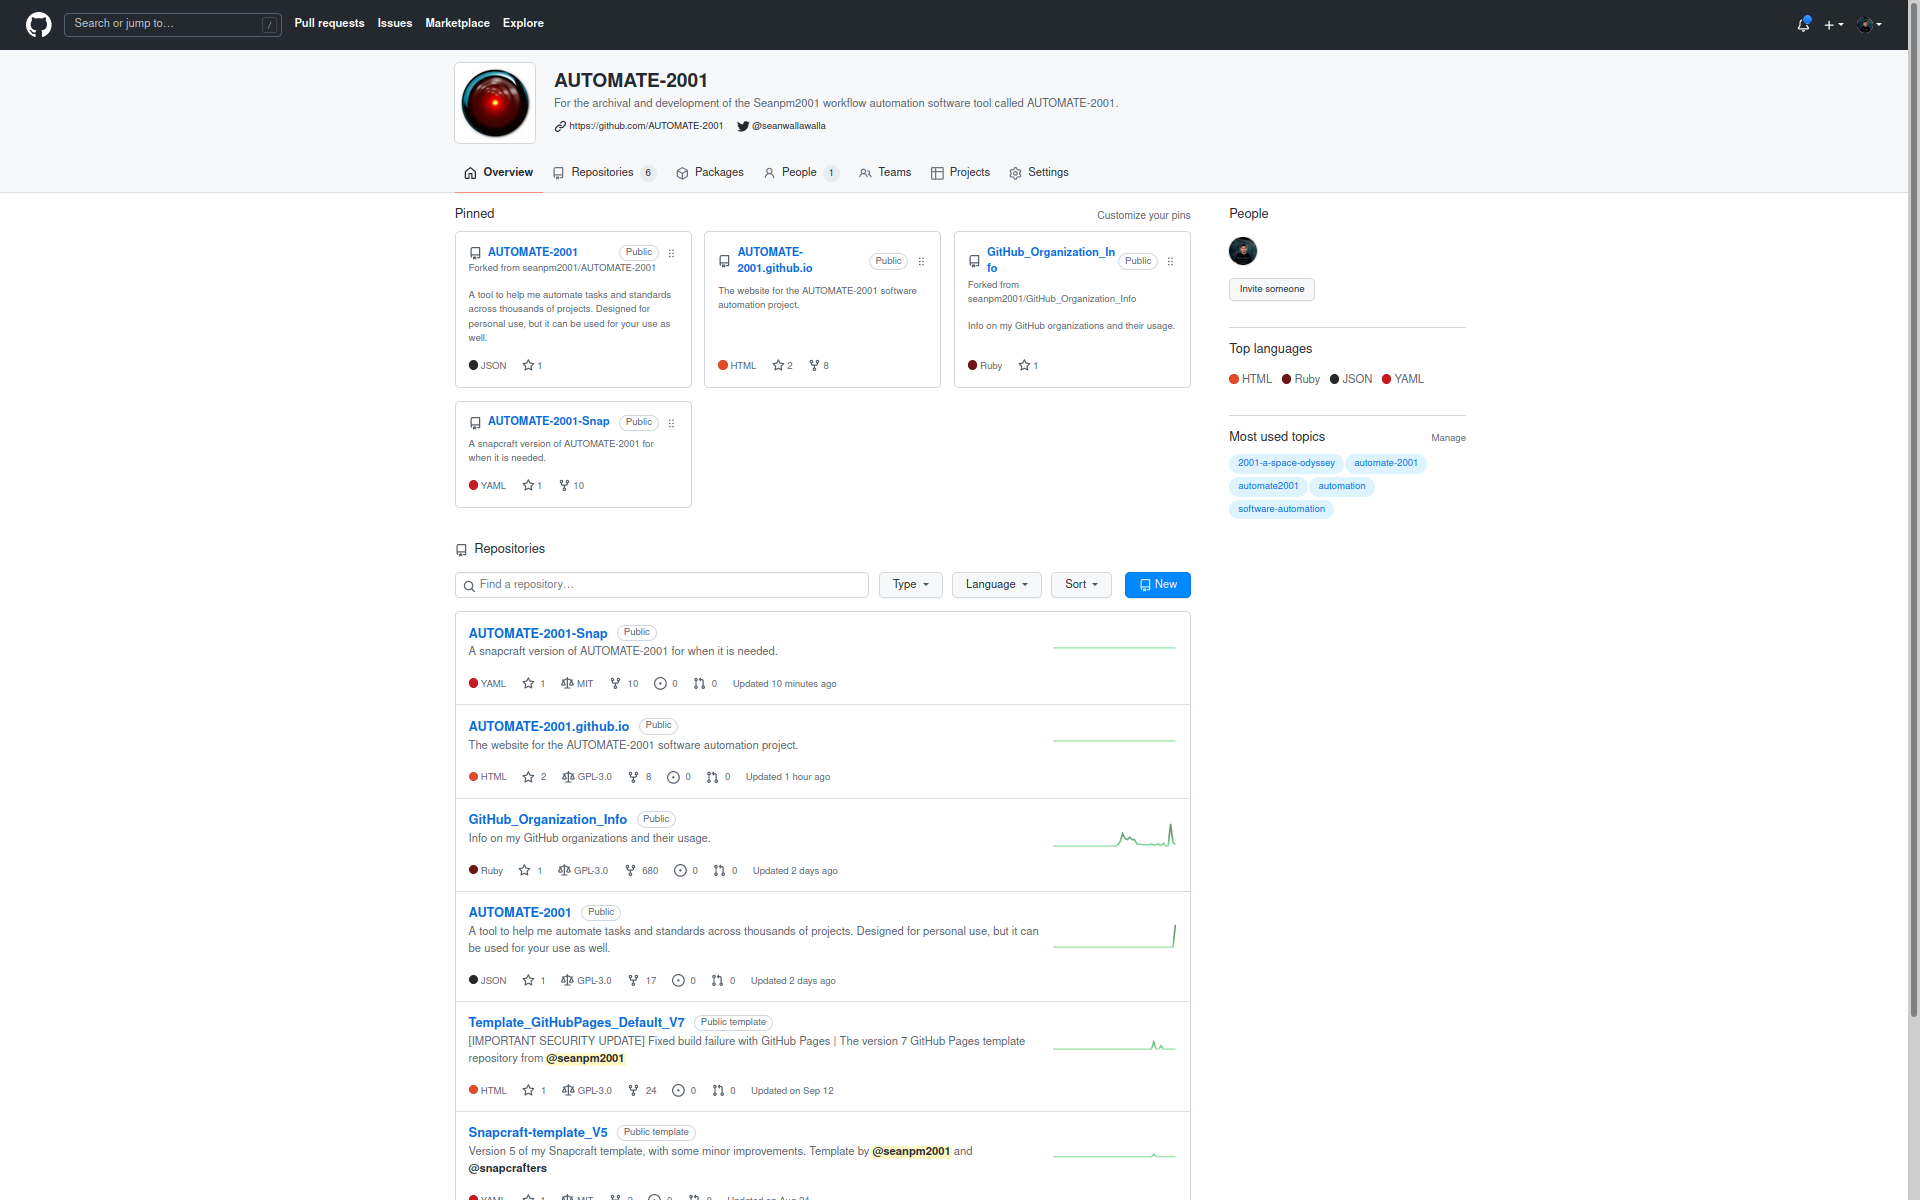 Search or jump to…
/
Pull requests
Issues
Marketplace
Explore
AUTOMATE-2001
For the archival and development of the Seanpm2001 workflow automation software tool called AUTOMATE-2001.
https://github.com/AUTOMATE-2001
@seanwallawalla
Overview
Repositories 6
Packages
People 1
Teams
Projects
Settings
Pinned
Customize your pins
AUTOMATE-2001 Public
Forked from seanpm2001/AUTOMATE-2001
A tool to help me automate tasks and standards
across thousands of projects. Designed for
personal use, but it can be used for your use as
well.
JSON 1
AUTOMATE-
2001.github.io Public
The website for the AUTOMATE-2001 software
automation project.
HTML 2 8
GitHub_Organization_In
fo Public
Forked from
seanpm2001/GitHub_Organization_Info
Info on my GitHub organizations and their usage.
Ruby 1
AUTOMATE-2001-Snap Public
A snapcraft version of AUTOMATE-2001 for
when it is needed.
YAML 1 10
People
Invite someone
Top languages
HTML Ruby JSON YAML
Most used topics
Manage
2001-a-space-odyssey automate-2001
automate2001 automation
software-automation
Repositories
Find a repository…
Type
Language
Sort
New
AUTOMATE-2001-Snap Public
A snapcraft version of AUTOMATE-2001 for when it is needed.
YAML 1 MIT 10 0 0 Updated 10 minutes ago
AUTOMATE-2001.github.io Public
The website for the AUTOMATE-2001 software automation project.
HTML 2 GPL-3.0 8 0 0 Updated 1 hour ago
GitHub_Organization_Info Public
Info on my GitHub organizations and their usage.
Ruby 1 GPL-3.0 680 0 0 Updated 2 days ago
AUTOMATE-2001 Public
A tool to help me automate tasks and standards across thousands of projects. Designed for personal use, but it can
be used for your use as well.
JSON 1 GPL-3.0 17 0 0 Updated 2 days ago
Template_GitHubPages_Default_V7 Public template
[IMPORTANT SECURITY UPDATE] Fixed build failure with GitHub Pages | The version 7 GitHub Pages template
repository from @seanpm2001
HTML 1 GPL-3.0 24 0 0 Updated on Sep 12
Snapcraft-template_V5 Public template
Version 5 of my Snapcraft template, with some minor improvements. Template by @seanpm2001 and
@snapcrafters
YAML 1 MIT 2 0 0 Updated on Aug 24